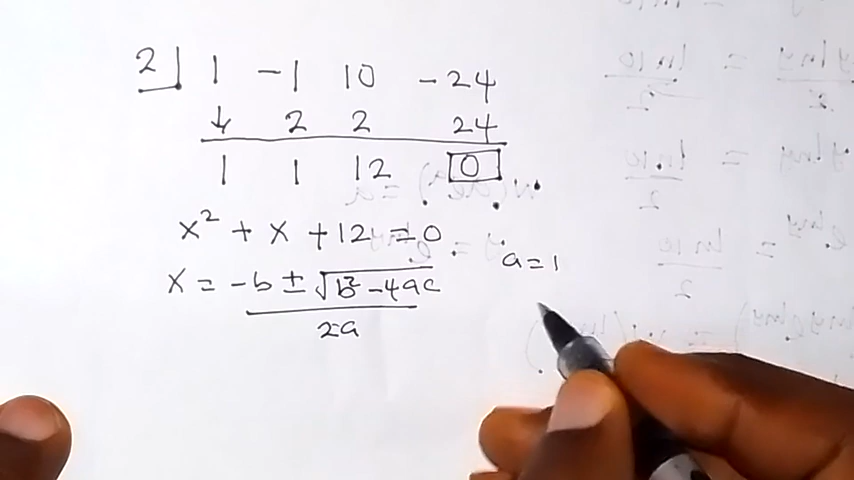 2 | 1 -1 10 -24
↓ 2 2 24
1 1 12 0
x² + x + 12 = 0
x = -b ± √b² - 4ac
2a
a = 1